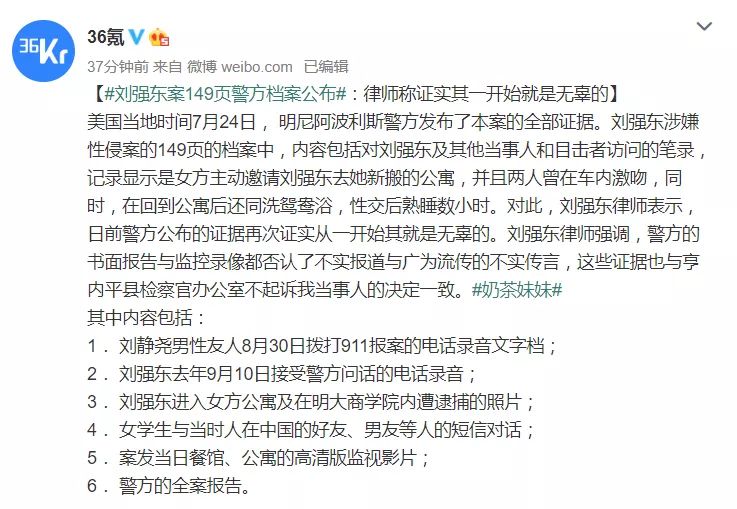 36Kr
36氪
37分钟前 来自 微博 weibo.com 已编辑
【#刘强东案149页警方档案公布#：律师称证实其一开始就是无辜的】
美国当地时间7月24日，明尼阿波利斯警方发布了本案的全部证据。刘强东涉嫌
性侵案的149页的档案中，内容包括对刘强东及其他当事人和目击者访问的笔录，
记录显示是女方主动邀请刘强东去她新搬的公寓，并且两人曾在车内激吻，同
时，在回到公寓后还同洗鸳鸯浴，性交后熟睡数小时。对此，刘强东律师表示，
日前警方公布的证据再次证实从一开始其就是无辜的。刘强东律师强调，警方的
书面报告与监控录像都否认了不实报道与广为流传的不实传言，这些证据也与亨
内平县检察官办公室不起诉我当事人的决定一致。#奶茶妹妹#
其中内容包括：
1． 刘静尧男性友人8月30日拨打911报案的电话录音文字档；
2． 刘强东去年9月10日接受警方问话的电话录音；
3． 刘强东进入女方公寓及在明大商学院内遭逮捕的照片；
4． 女学生与当时人在中国的好友、男友等人的短信对话；
5． 案发当日餐馆、公寓的高清版监视影片；
6． 警方的全案报告。